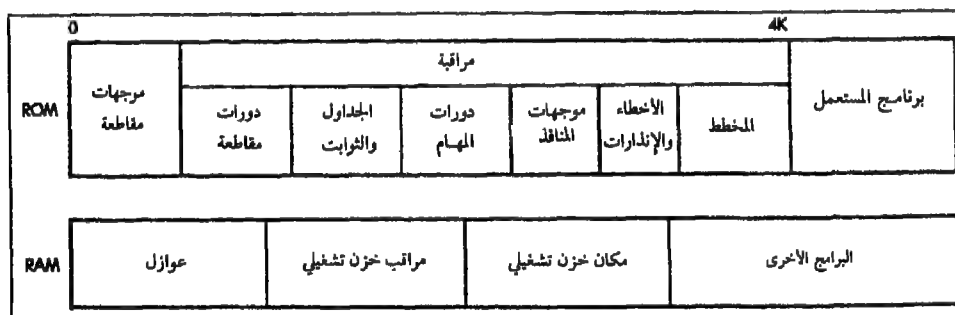 0 4K
ROM
مراقبة
موجهات
مقاطعة
دورات
مقاطعة
الجداول
والثوابت
دورات
المهام
موجهات
المنافذ
الأخطاء
والإنذارات
المخطط
برنامج المستعمل
RAM
عوازل
مراقب خزن تشغيلي
مكان خزن تشغيلي
البرامج الأخرى